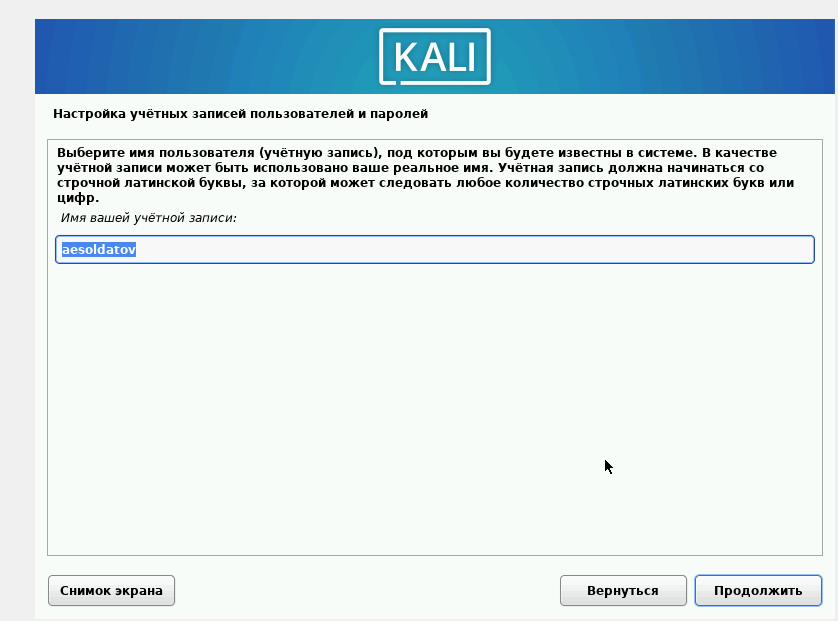 KALI
Настройка учётных записей пользователей и паролей
Выберите имя пользователя (учётную запись), под которым вы будете известны в системе. В качестве
учётной записи может быть использовано ваше реальное имя. Учётная запись должна начинаться со
строчной латинской буквы, за которой может следовать любое количество строчных латинских букв или
цифр.
Имя вашей учётной записи:
aesoldatov
Снимок экрана
Вернуться
Продолжить